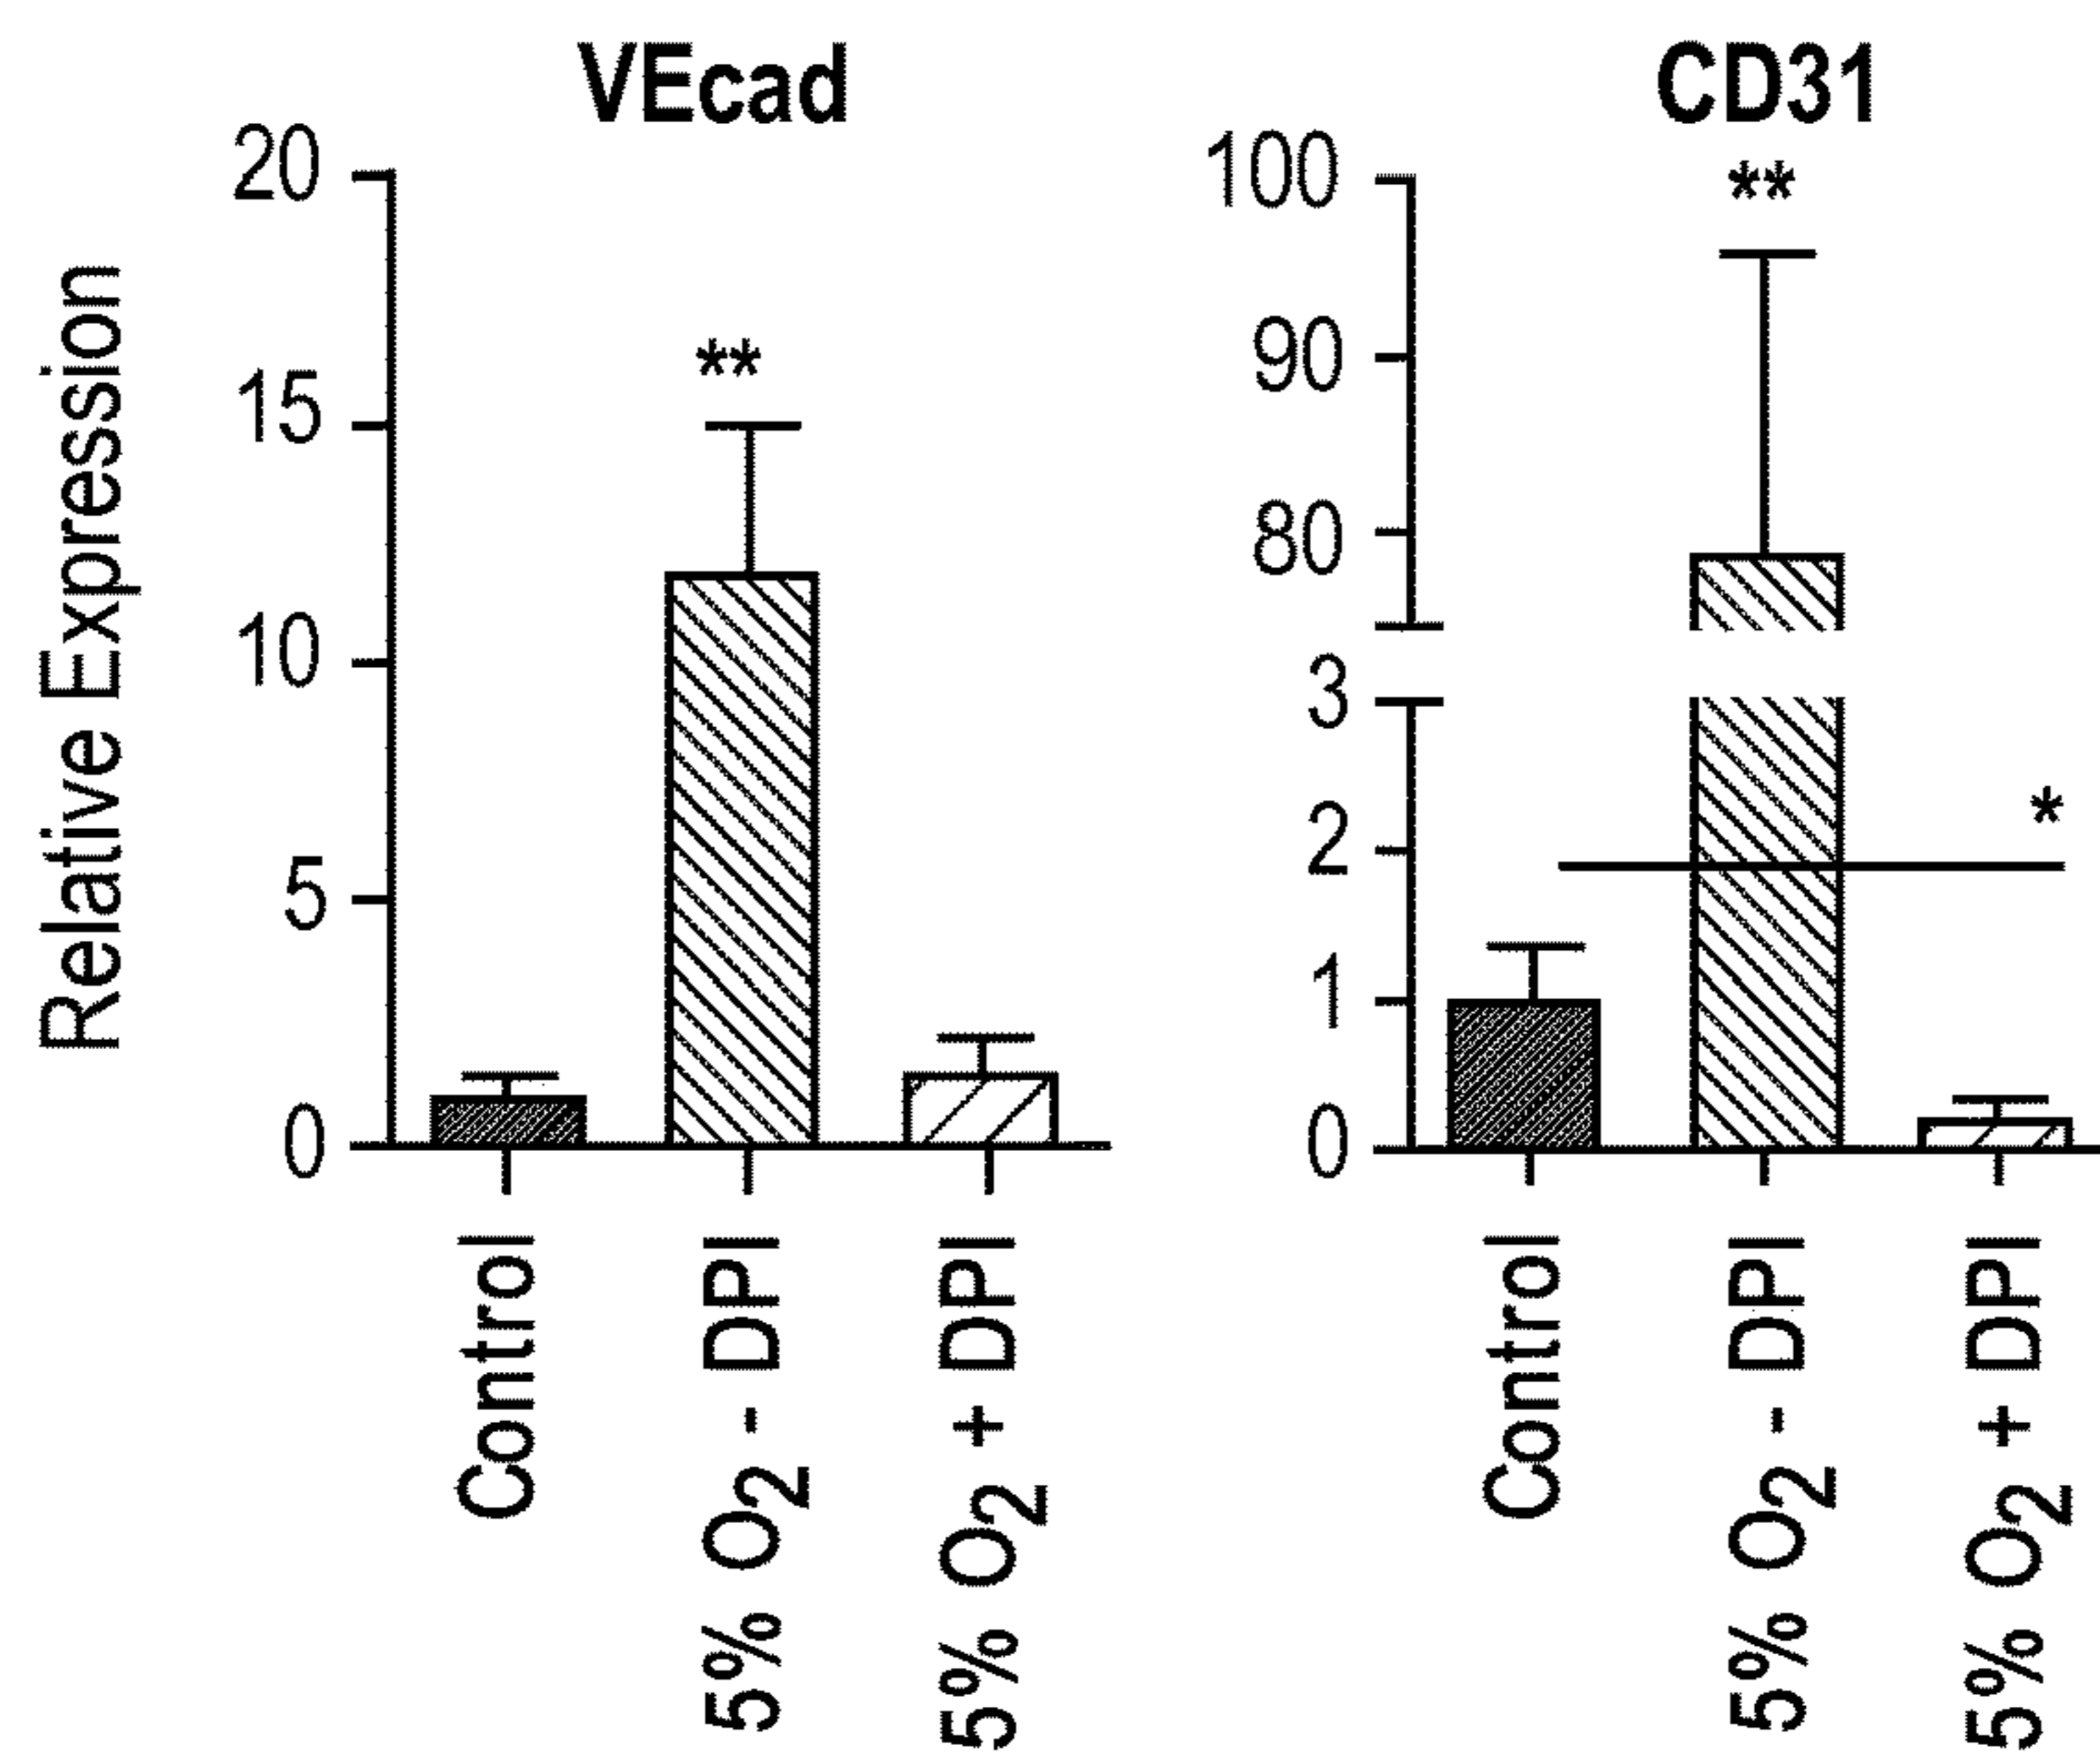 VEcad
Relative Expression
20
15
10
5
0
**
Control
5% O₂ - DPI
5% O₂ + DPI
CD31
100
90
80
3
2
1
0
**
*
Control
5% O₂ - DPI
5% O₂ + DPI